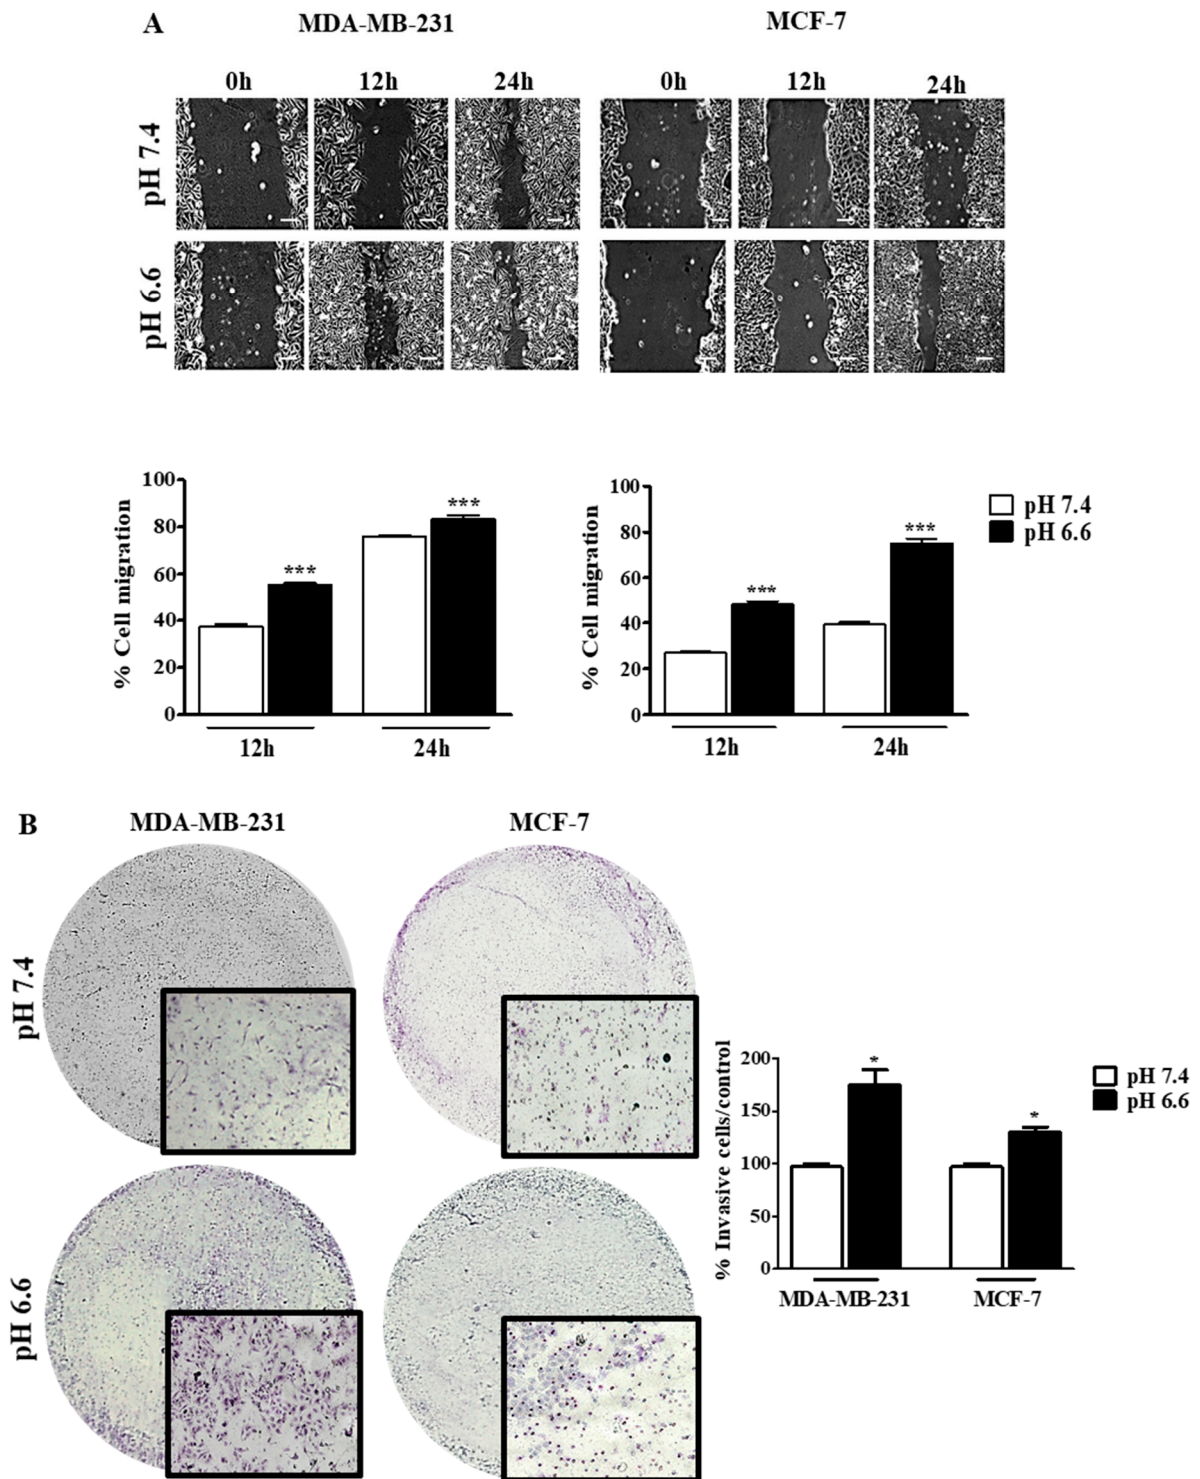 A
MDA-MB-231
MCF-7
0h 12h 24h
0h 12h 24h
pH 7.4
pH 6.6
% Cell migration
100
80
60
40
20
0
***
***
12h 24h
% Cell migration
100
80
60
40
20
0
***
***
12h 24h
pH 7.4
pH 6.6
B
MDA-MB-231
MCF-7
pH 7.4
pH 6.6
% Invasive cells/control
200
150
100
50
0
*
*
MDA-MB-231 MCF-7
pH 7.4
pH 6.6